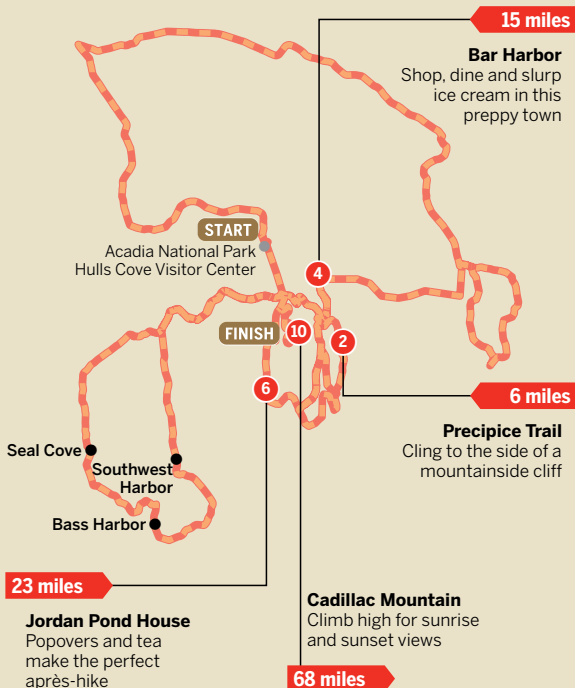 15 miles
Bar Harbor
Shop, dine and slurp
ice cream in this
preppy town
START
Acadia National Park
Hulls Cove Visitor Center
4
FINISH
10
2
6
6 miles
Precipice Trail
Cling to the side of a
mountainside cliff
Seal Cove
Southwest
Harbor
Bass Harbor
23 miles
Jordan Pond House
Popovers and tea
make the perfect
après-hike
Cadillac Mountain
Climb high for sunrise
and sunset views
68 miles